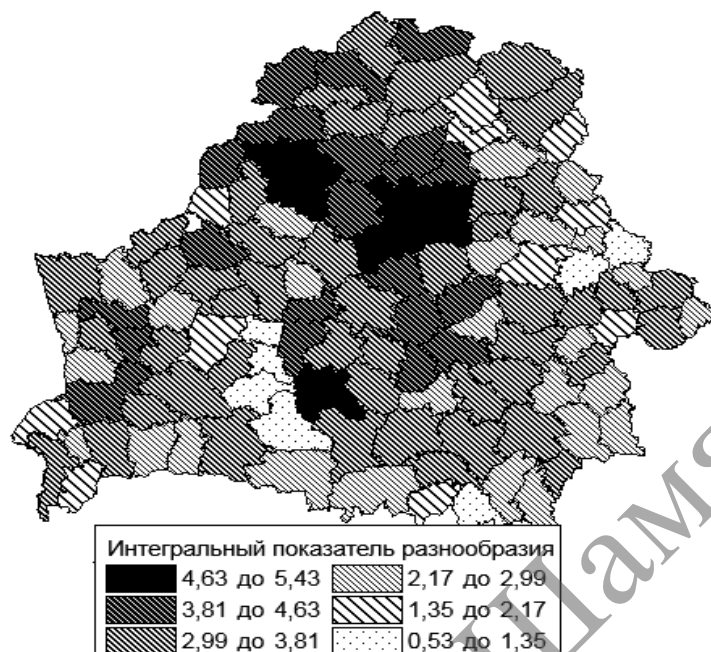 Интегральный показатель разнообразия
4,63 до 5,43 2,17 до 2,99
3,81 до 4,63 1,35 до 2,17
2,99 до 3,81 0,53 до 1,35